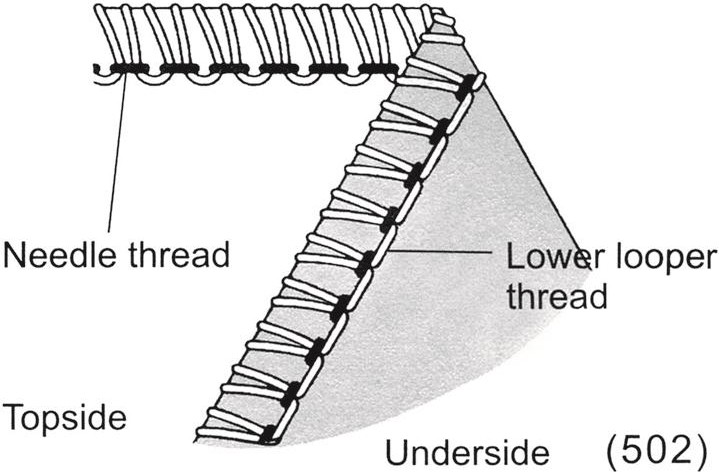 Needle thread
Lower looper
thread
Topside
Underside
(502)